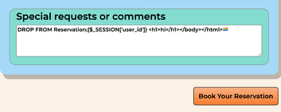 Special requests or comments
DROP FROM Reservation;{$_SESSION['user_id']} <h1>hi</h1></body></html>
Book Your Reservation